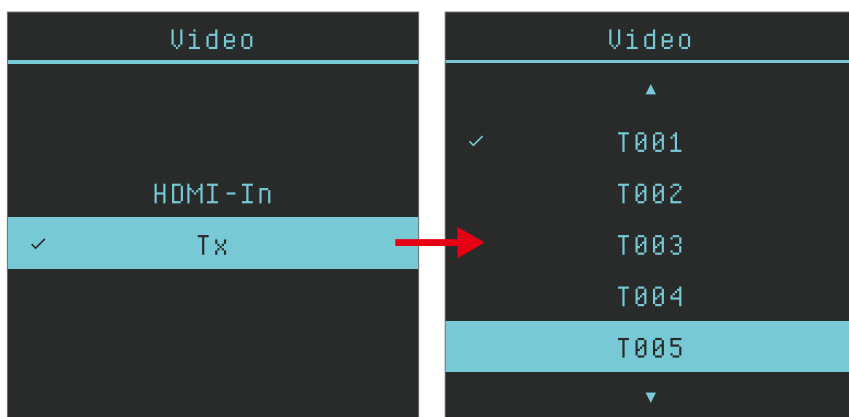 Video
HDMI-In
✓ Tx
Video
▲
✓ T001
T002
T003
T004
T005
▼